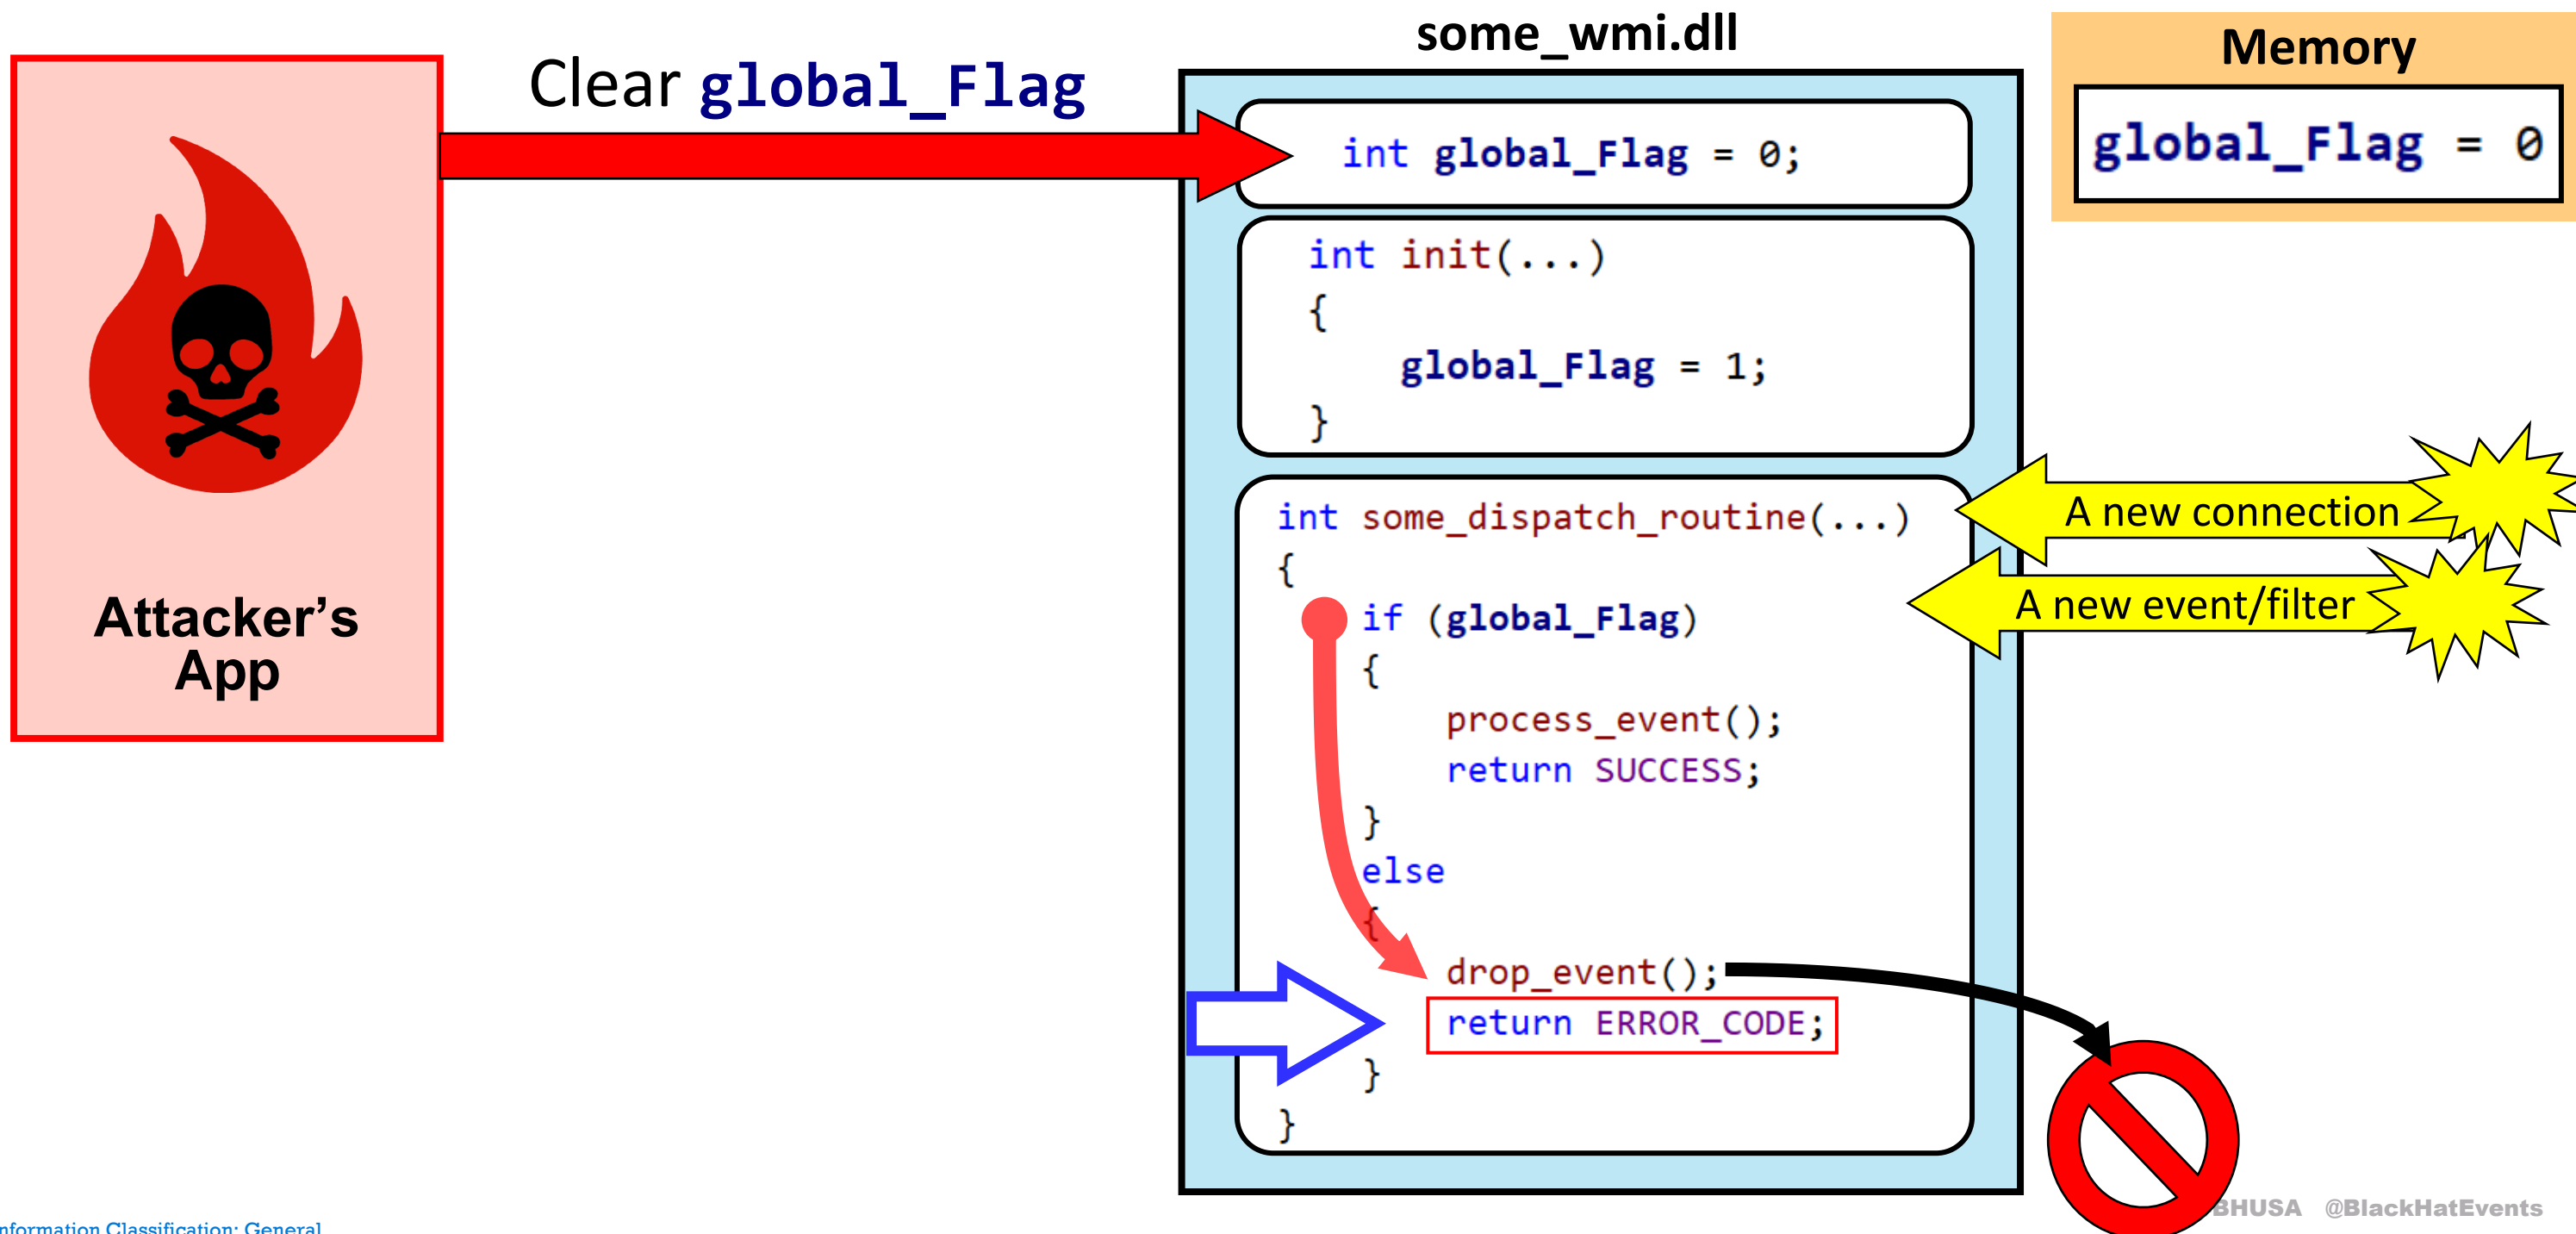 Attacker’s
App
Clear global_Flag
some_wmi.dll
int global_Flag = 0;
int init(...)
{
global_Flag = 1;
}
int some_dispatch_routine(...)
{
if (global_Flag)
{
process_event();
return SUCCESS;
}
else
{
drop_event();
return ERROR_CODE;
}
}
Memory
global_Flag = 0
A new connection
A new event/filter
nformation Classification: General
BHUSA @BlackHatEvents